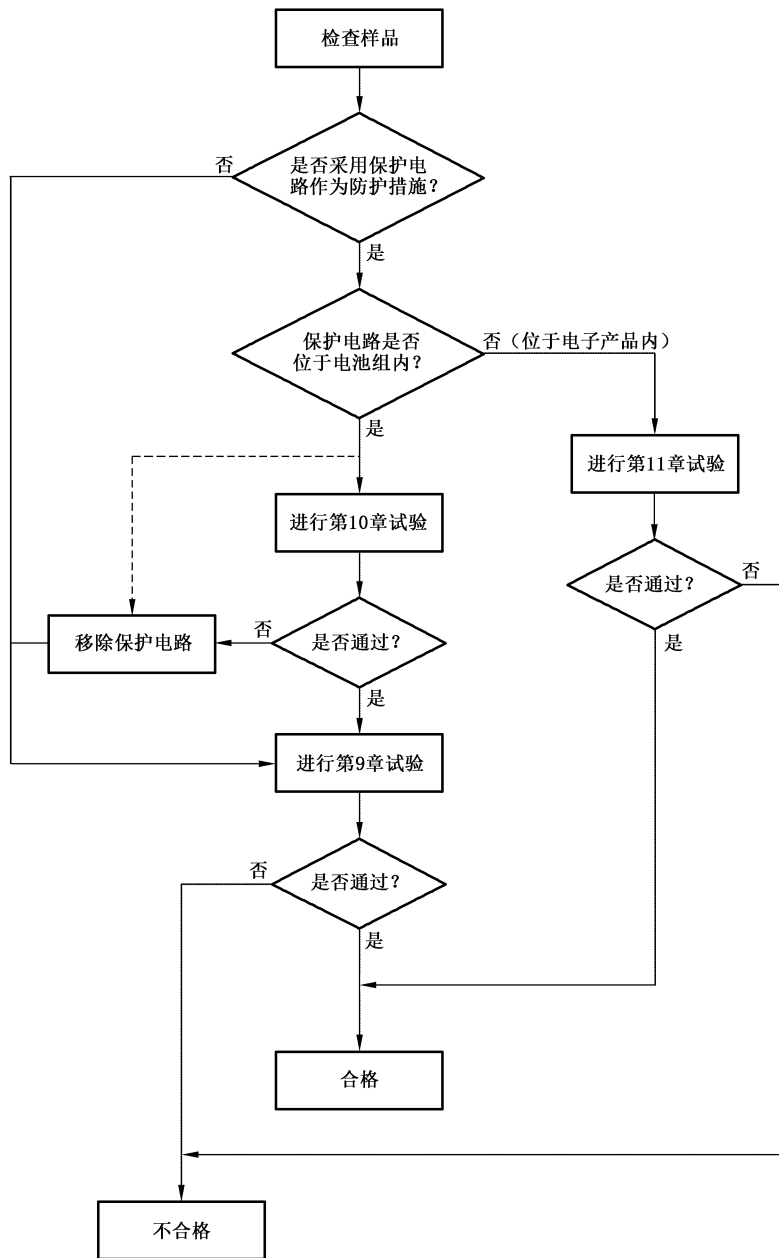 检查样品
否
是否采用保护电
路作为防护措施？
是
保护电路是否
位于电池组内？
否（位于电子产品内）
是
进行第11章试验
进行第10章试验
是否通过？
否
是
移除保护电路
否
是否通过？
是
进行第9章试验
否
是否通过？
是
合格
不合格